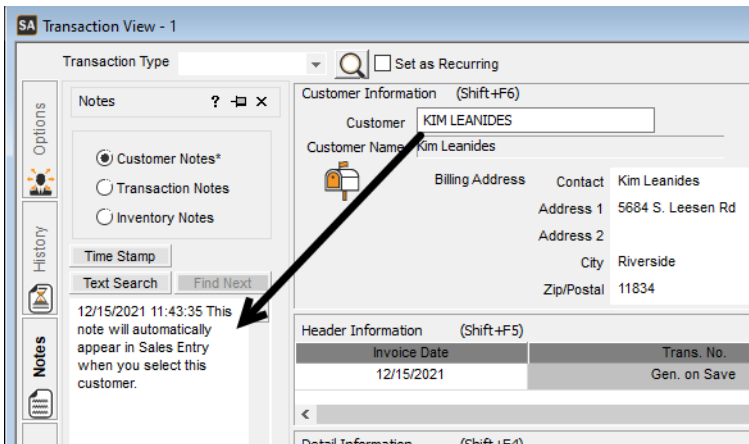 SA Transaction View - 1
Transaction Type
Set as Recurring
Options
History
Notes
Notes ? x
Customer Notes*
Transaction Notes
Inventory Notes
Time Stamp
Text Search Find Next
12/15/2021 11:43:35 This
note will automatically
appear in Sales Entry
when you select this
customer.
Customer Information (Shift+F6)
Customer KIM LEANIDES
Customer Name Kim Leanides
Billing Address Contact Kim Leanides
Address 1 5684 S. Leesen Rd
Address 2
City Riverside
Zip/Postal 11834
Header Information (Shift+F5)
Invoice Date Trans. No.
12/15/2021 Gen. on Save
Detail Information (Shift+F4)